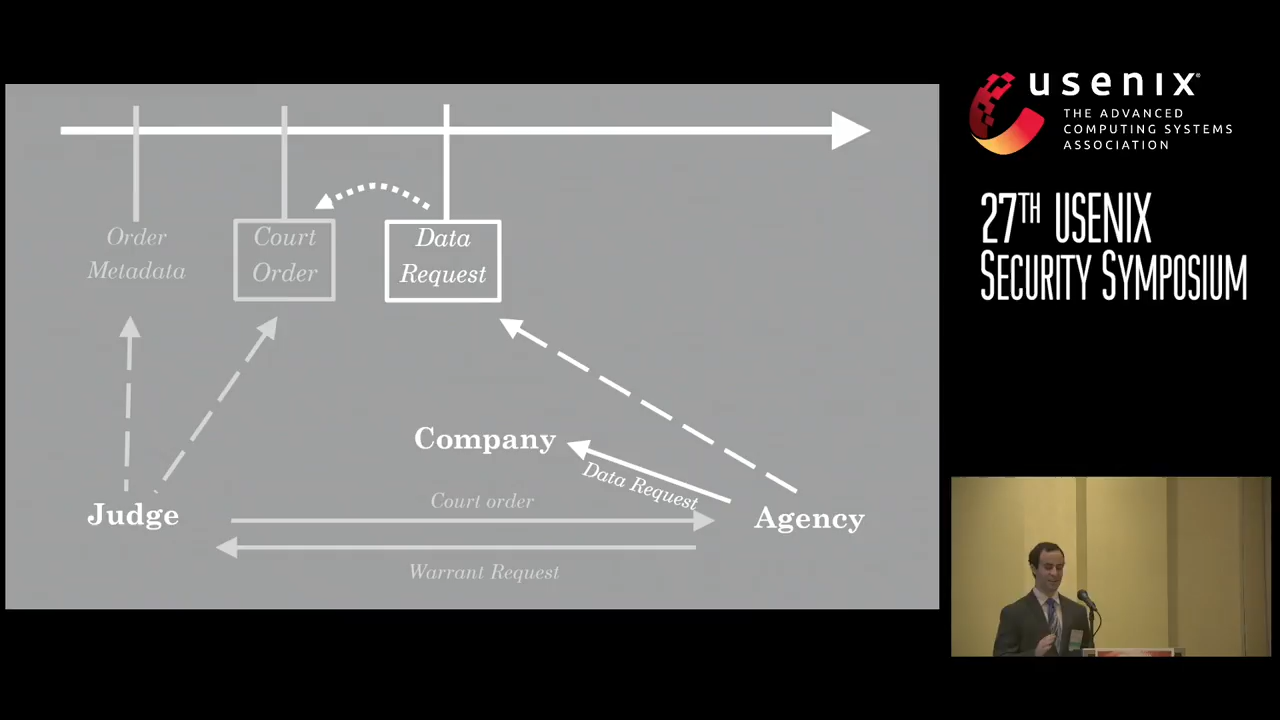 Order
Metadata
Court
Order
Data
Request
Company
Data Request
Judge
Court order
Agency
Warrant Request
usenix
THE ADVANCED
COMPUTING SYSTEMS
ASSOCIATION
27TH USENIX
SECURITY SYMPOSIUM